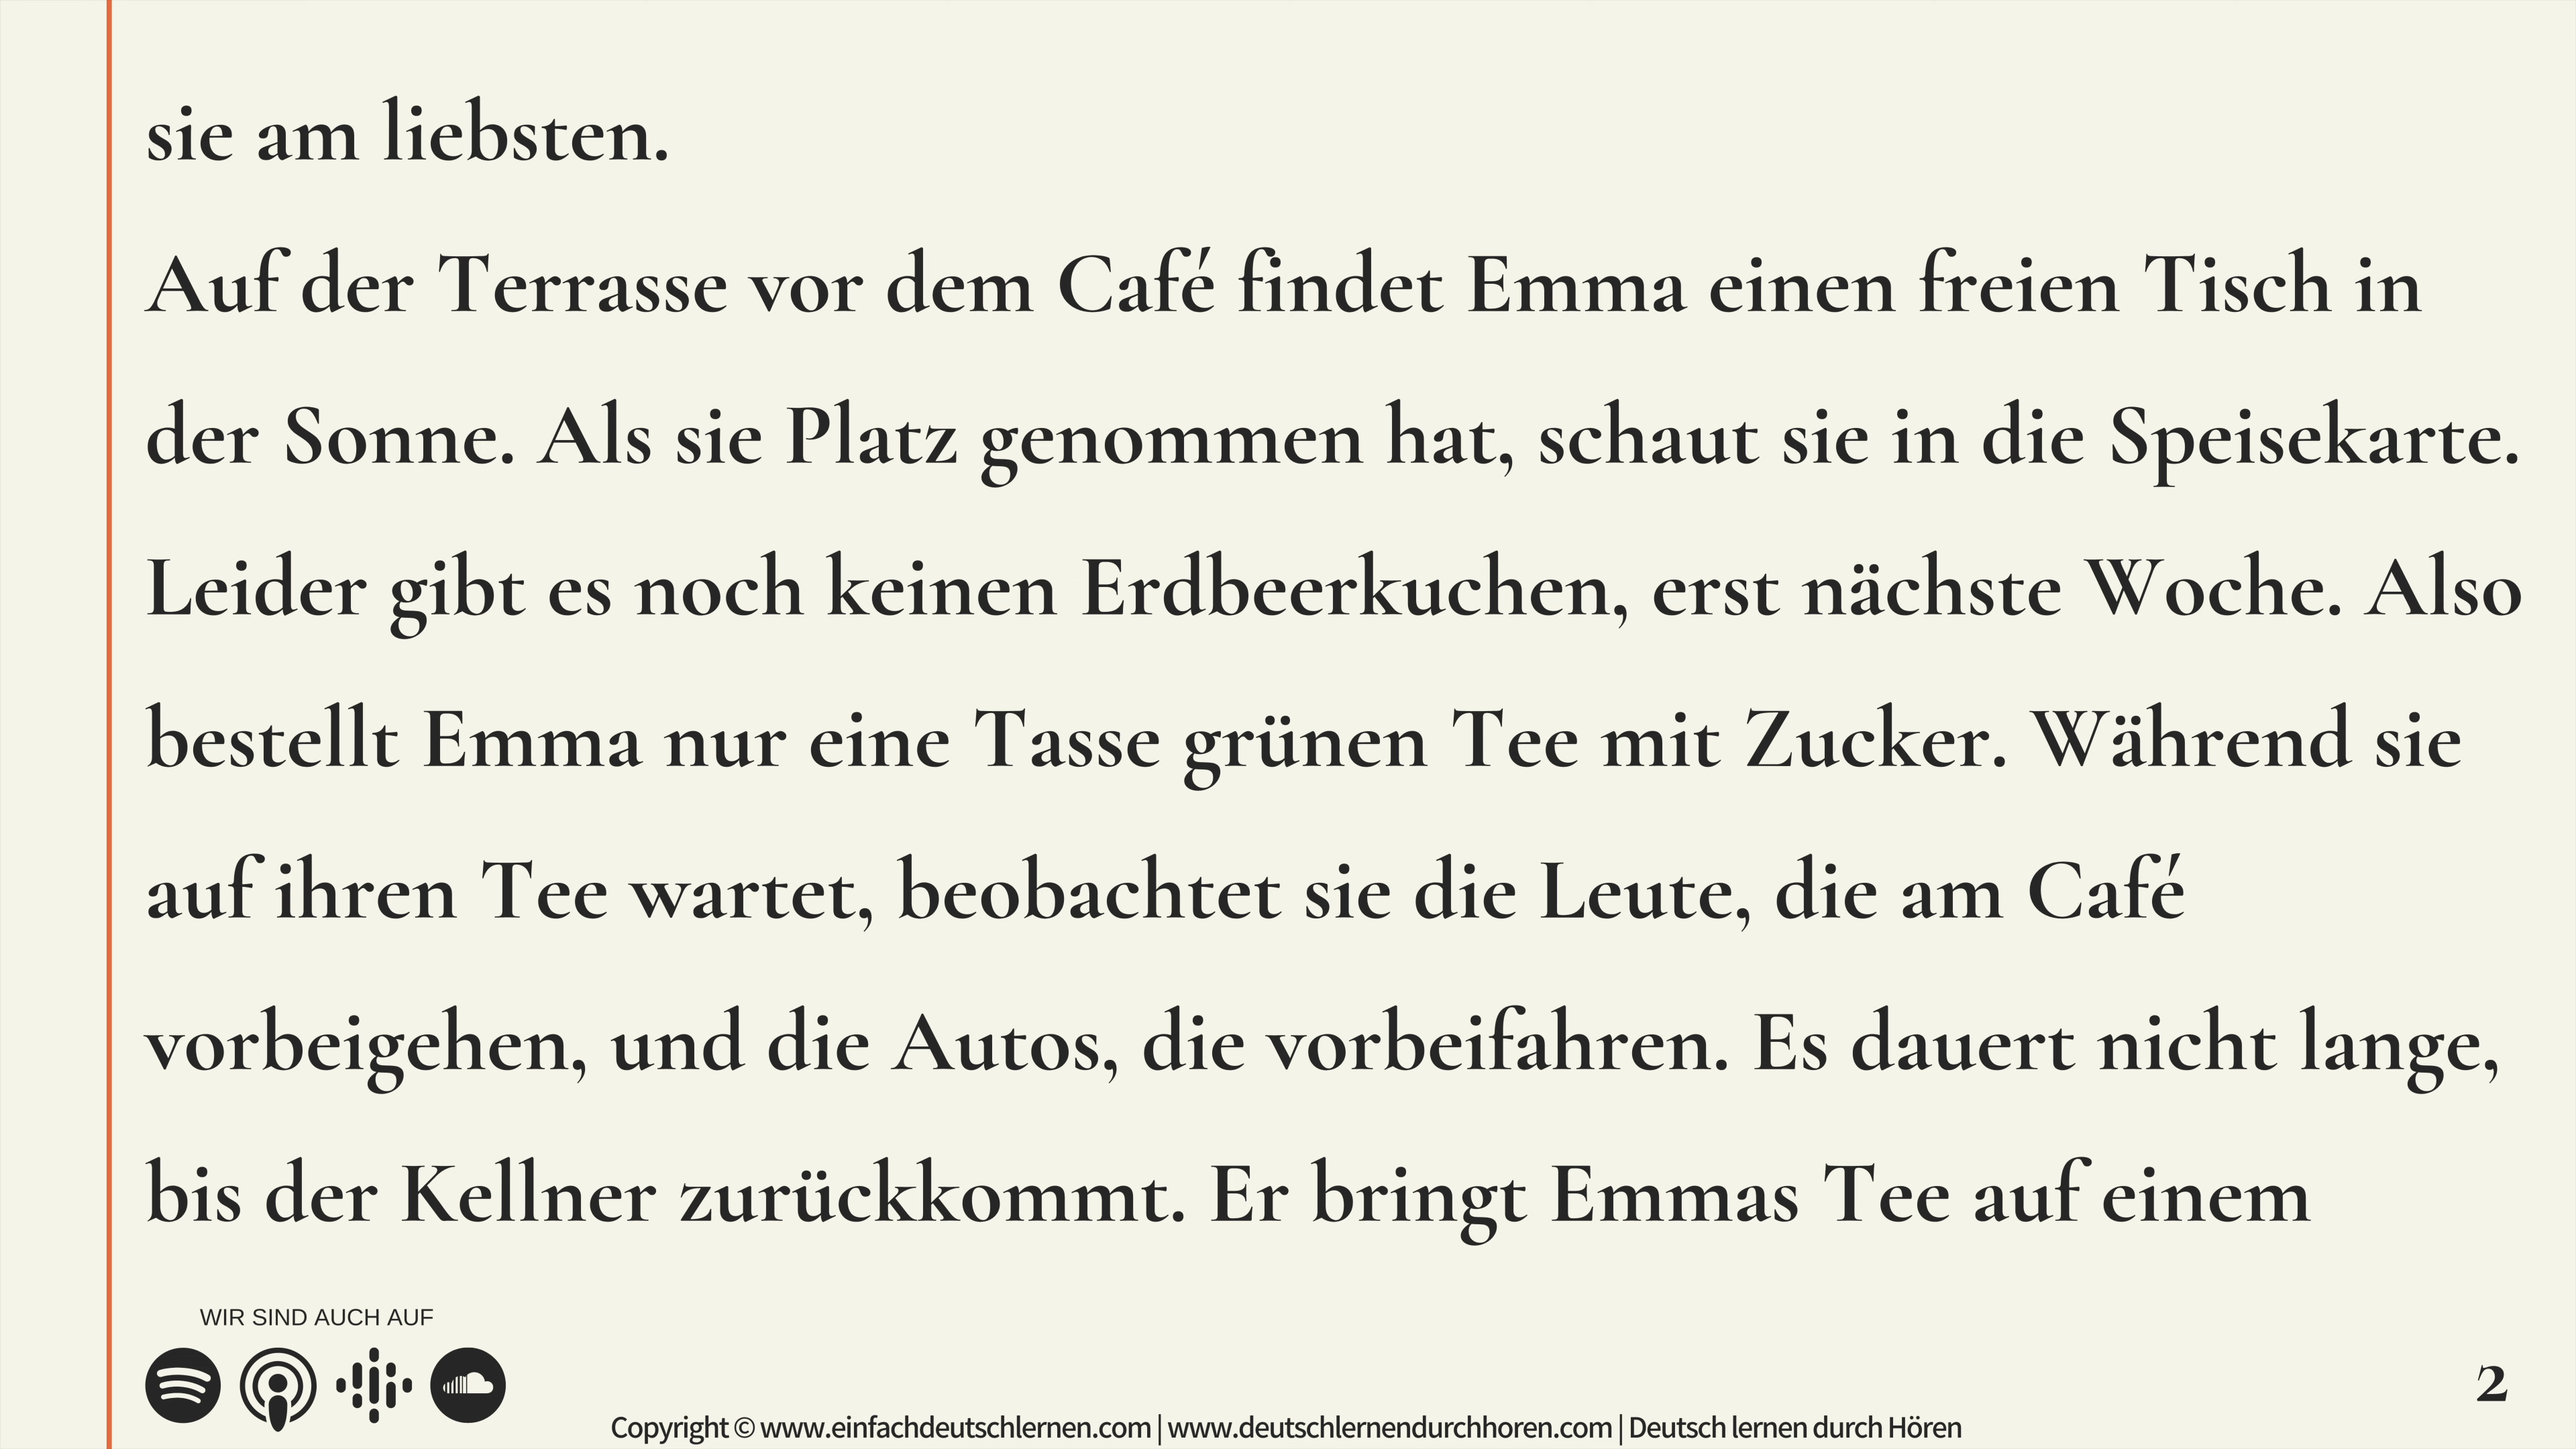 sie am liebsten.
Auf der Terrasse vor dem Café findet Emma einen freien Tisch in
der Sonne. Als sie Platz genommen hat, schaut sie in die Speisekarte.
Leider gibt es noch keinen Erdbeerkuchen, erst nächste Woche. Also
bestellt Emma nur eine Tasse grünen Tee mit Zucker. Während sie
auf ihren Tee wartet, beobachtet sie die Leute, die am Café
vorbeigehen, und die Autos, die vorbeifahren. Es dauert nicht lange,
bis der Kellner zurückkommt. Er bringt Emmas Tee auf einem
WIR SIND AUCH AUF
2
Copyright © www.einfachdeutschlernen.com | www.deutschlernendurchhoren.com | Deutsch lernen durch Hören